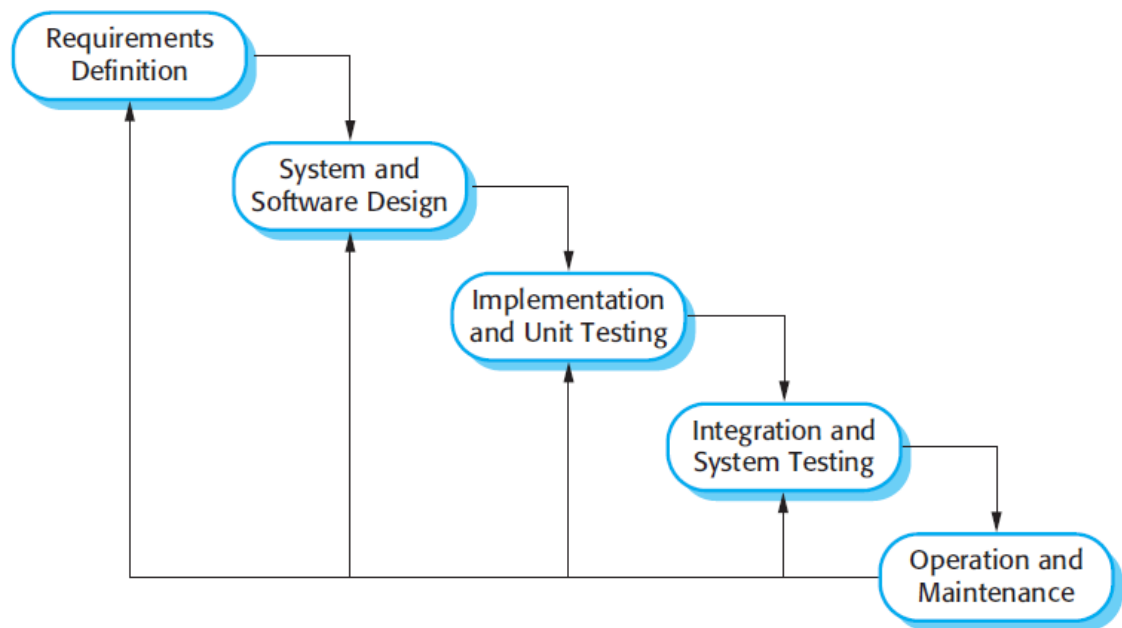 Requirements
Definition
System and
Software Design
Implementation
and Unit Testing
Integration and
System Testing
Operation and
Maintenance